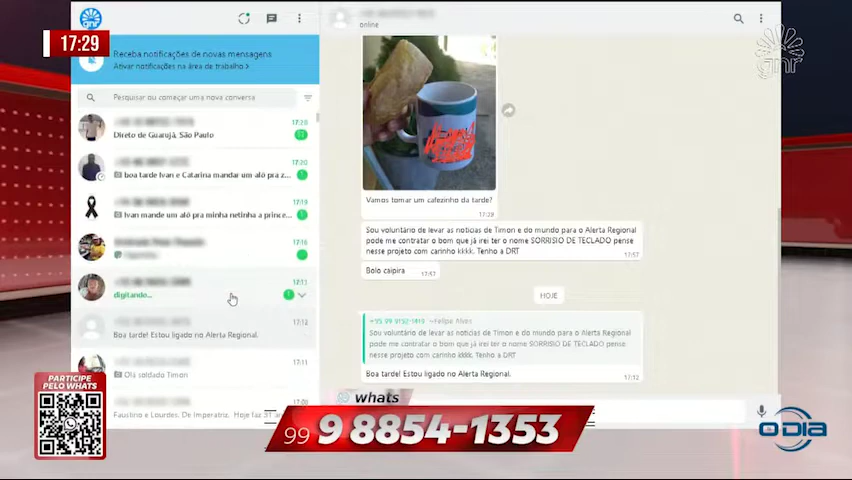 17:29
Receba notificações de novas mensagens
Ativar notificações na área de trabalho >
Pesquisar ou começar uma nova conversa
17:28
Direto de Guarujá, São Paulo
17:20
boa tarde Ivan e Catarina mandar um alô pra z...
17:19
Ivan mande um alô pra minha netinha a prince...
17:16
17:13
digitando...
17:12
Boa tarde! Estou ligado no Alerta Regional.
17:11
Olá soldado Timon
Faustino e Lourdes. De Imperatriz. Hoje faz
online
Vamos tomar um cafezinho da tarde?
17:29
Sou voluntário de levar as notícias de Timon e do mundo para o Alerta Regional
pode me contratar o bom que já irei ter o nome SORRISIO DE TECLADO pense
nesse projeto com carinho kkkk. Tenho a DRT
17:57
Bolo caipira
17:57
HOJE
~Felipe Alves
Sou voluntário de levar as notícias de Timon e do mundo para o Alerta Regional
pode me contratar o bom que já irei ter o nome SORRISIO DE TECLADO pense
nesse projeto com carinho kkkk. Tenho a DRT
Boa tarde! Estou ligado no Alerta Regional.
17:12
gnr
PARTICIPE
PELO WHATS
whats
99 9 8854-1353
O DIA